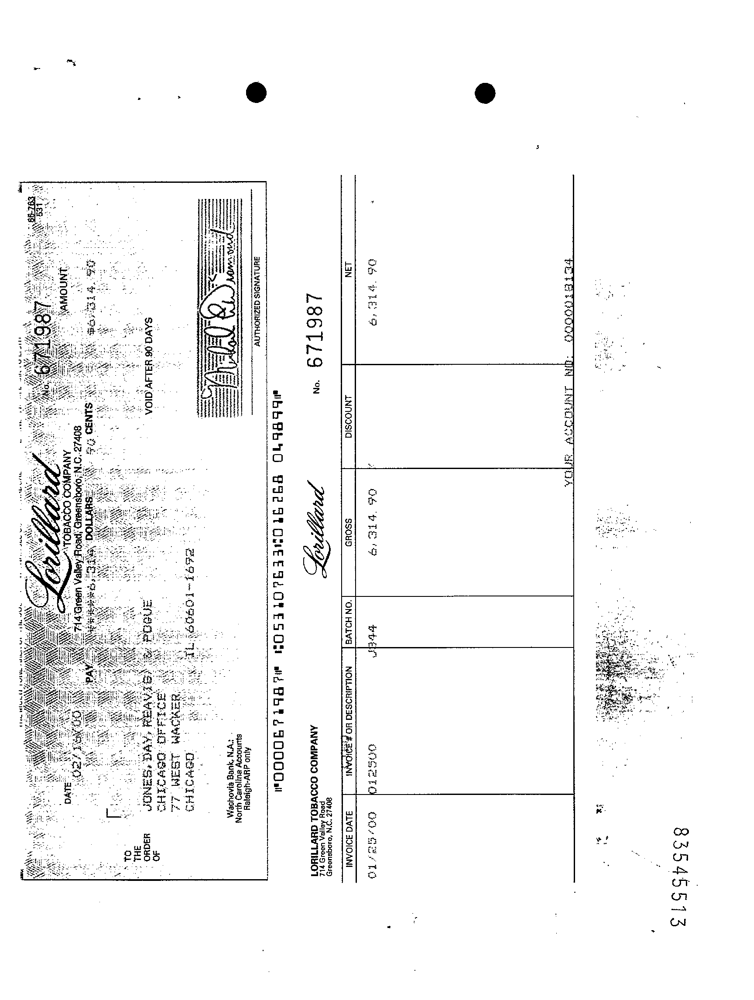 66-763
531
Lorillard
TOBACCO COMPANY
714 Green Valley Road, Greensboro, N.C. 27408
No. 671987
DATE 02/16/00
PAY ******6,314 DOLLARS 90 CENTS
AMOUNT
$6,314.90
VOID AFTER 90 DAYS
TO
THE
ORDER
OF
JONES, DAY, REAVIS, & POGUE
CHICAGO OFFICE
77 WEST WACKER
CHICAGO IL 60601-1692
Wachovia Bank, N.A.:
North Carolina Accounts
Raleigh-ARP only
AUTHORIZED SIGNATURE
⑈0000671987⑈ ⑆053107633⑆016268 049899⑈
LORILLARD TOBACCO COMPANY
714 Green Valley Road
Greensboro, N.C. 27408
Lorillard
No. 671987
INVOICE DATE INVOICE # OR DESCRIPTION BATCH NO. GROSS DISCOUNT NET
01/25/00 012500 J344 6,314.90 6,314.90
YOUR ACCOUNT NO: 0000018134
83545513